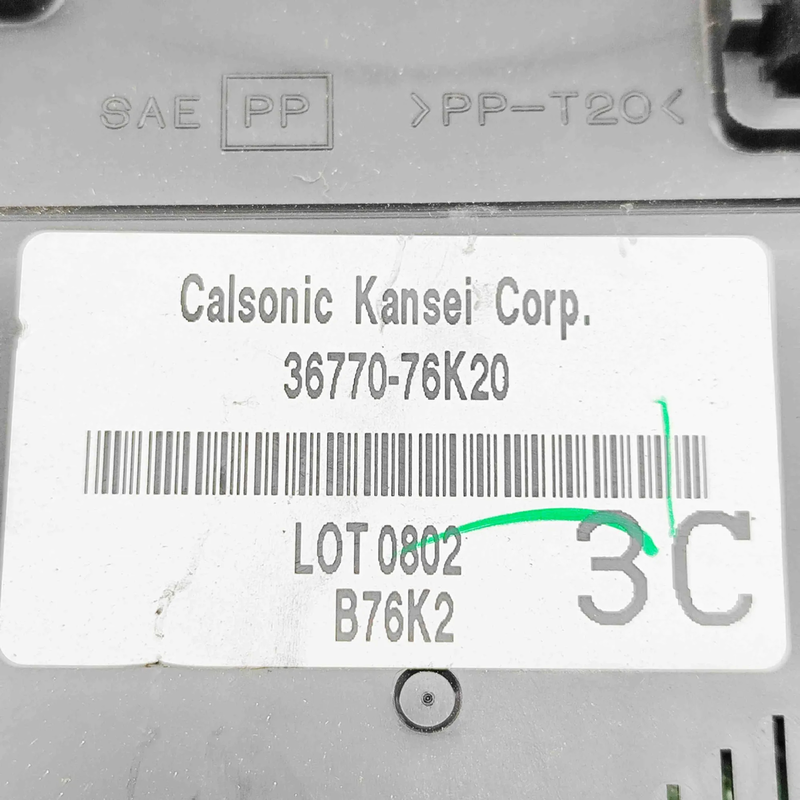 SAE PP >PP-T20<
Calsonic Kansei Corp.
36770-76K20
LOT 0802
B76K2
3C